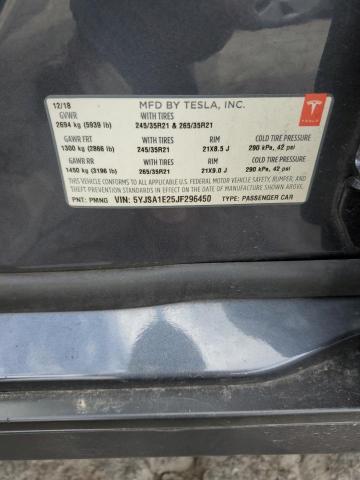 12/18 MFD BY TESLA, INC.
GVWR WITH TIRES
2694 kg (5939 lb) 245/35R21 & 265/35R21
GAWR FRT WITH TIRES RIM COLD TIRE PRESSURE
1300 kg (2866 lb) 245/35R21 21X8.5 J 290 kPa, 42 psi
GAWR RR WITH TIRES RIM COLD TIRE PRESSURE
1450 kg (3196 lb) 265/35R21 21X9.0 J 290 kPa, 42 psi
THIS VEHICLE CONFORMS TO ALL APPLICABLE U.S. FEDERAL MOTOR VEHICLE SAFETY, BUMPER, AND
THEFT PREVENTION STANDARDS IN EFFECT ON THE DATE OF MANUFACTURE SHOWN ABOVE.
PNT: PMNG VIN: 5YJSA1E25JF296450 TYPE: PASSENGER CAR
TESLA